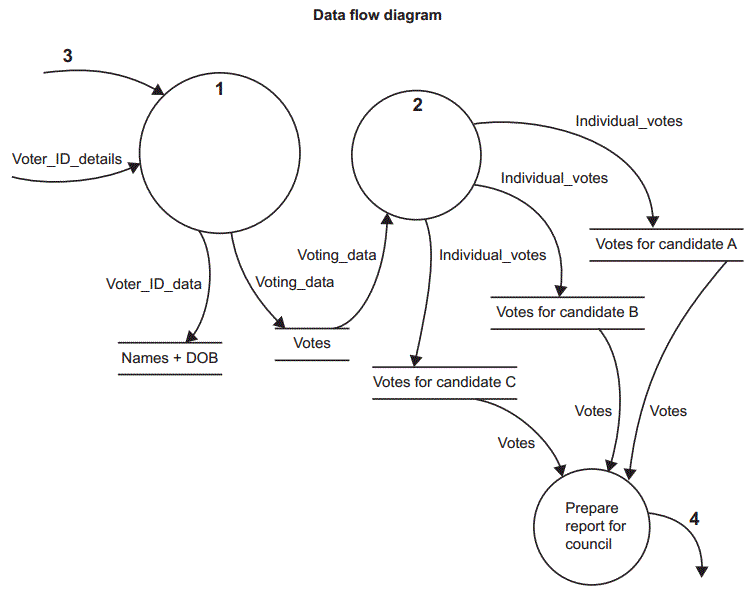 Data flow diagram
3
1
2
Individual_votes
Voter_ID_details
Individual_votes
Votes for candidate A
Voting_data
Individual_votes
Voter_ID_data
Voting_data
Votes for candidate B
Names + DOB
Votes
Votes for candidate C
Votes
Votes
Votes
Prepare
report for
council
4